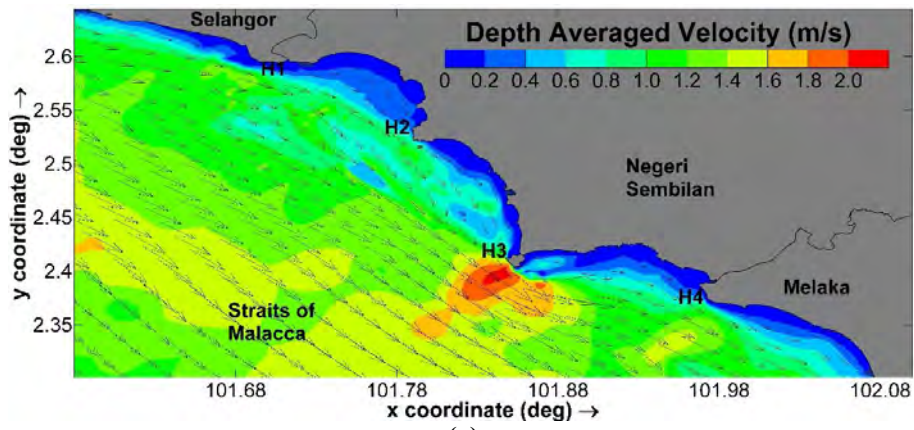 Selangor
Depth Averaged Velocity (m/s)
0 0.2 0.4 0.6 0.8 1.0 1.2 1.4 1.6 1.8 2.0
2.6
H1
2.55
H2
2.5
Negeri
Sembilan
2.45
y coordinate (deg) →
H3
2.4
H4
Melaka
Straits of
Malacca
2.35
101.68 101.78 101.88 101.98 102.08
x coordinate (deg) →